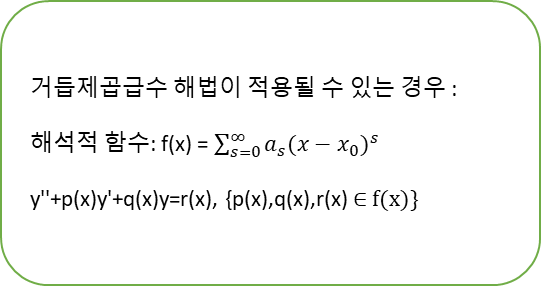 거듭제곱급수 해법이 적용될 수 있는 경우 :
해석적 함수: f(x) = ∑_{s=0}^{∞} a_s(x − x_0)^s
y''+p(x)y'+q(x)y=r(x), {p(x),q(x),r(x) ∈ f(x)}